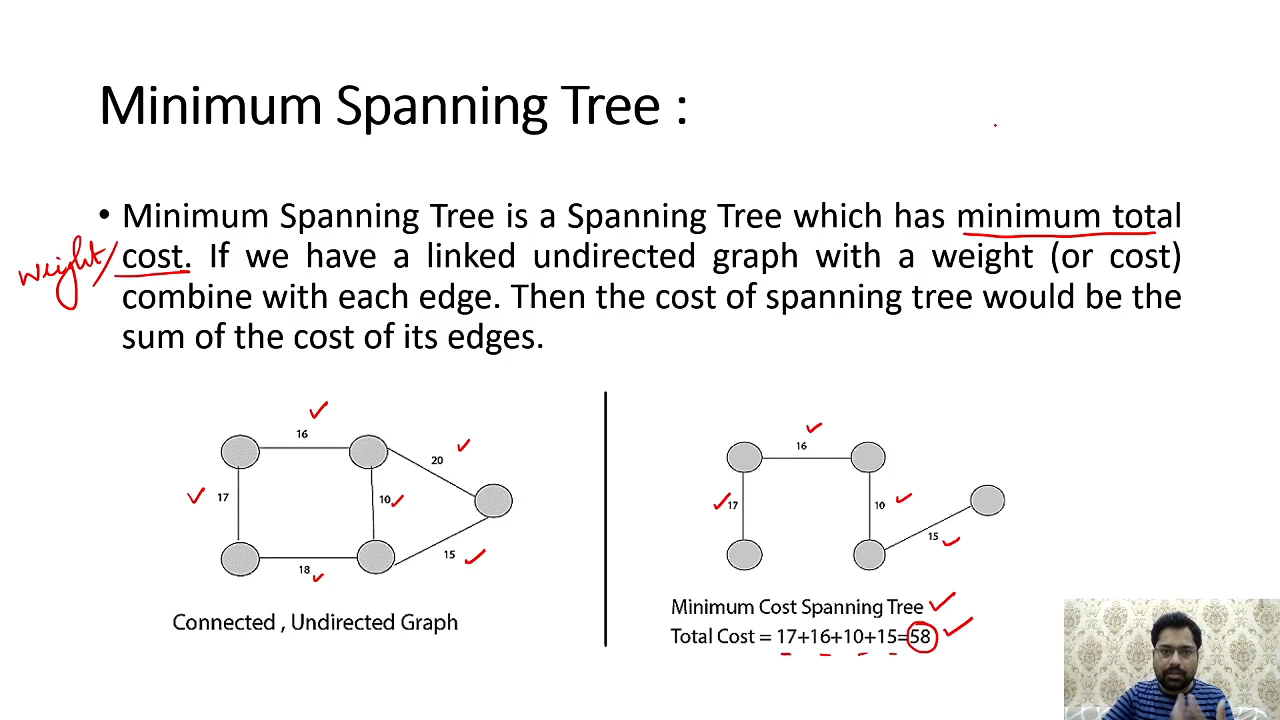 Minimum Spanning Tree :
• Minimum Spanning Tree is a Spanning Tree which has minimum total
weight/
cost. If we have a linked undirected graph with a weight (or cost)
combine with each edge. Then the cost of spanning tree would be the
sum of the cost of its edges.
16
20
17
10
18
15
Connected , Undirected Graph
16
17
10
15
Minimum Cost Spanning Tree
Total Cost = 17+16+10+15=58